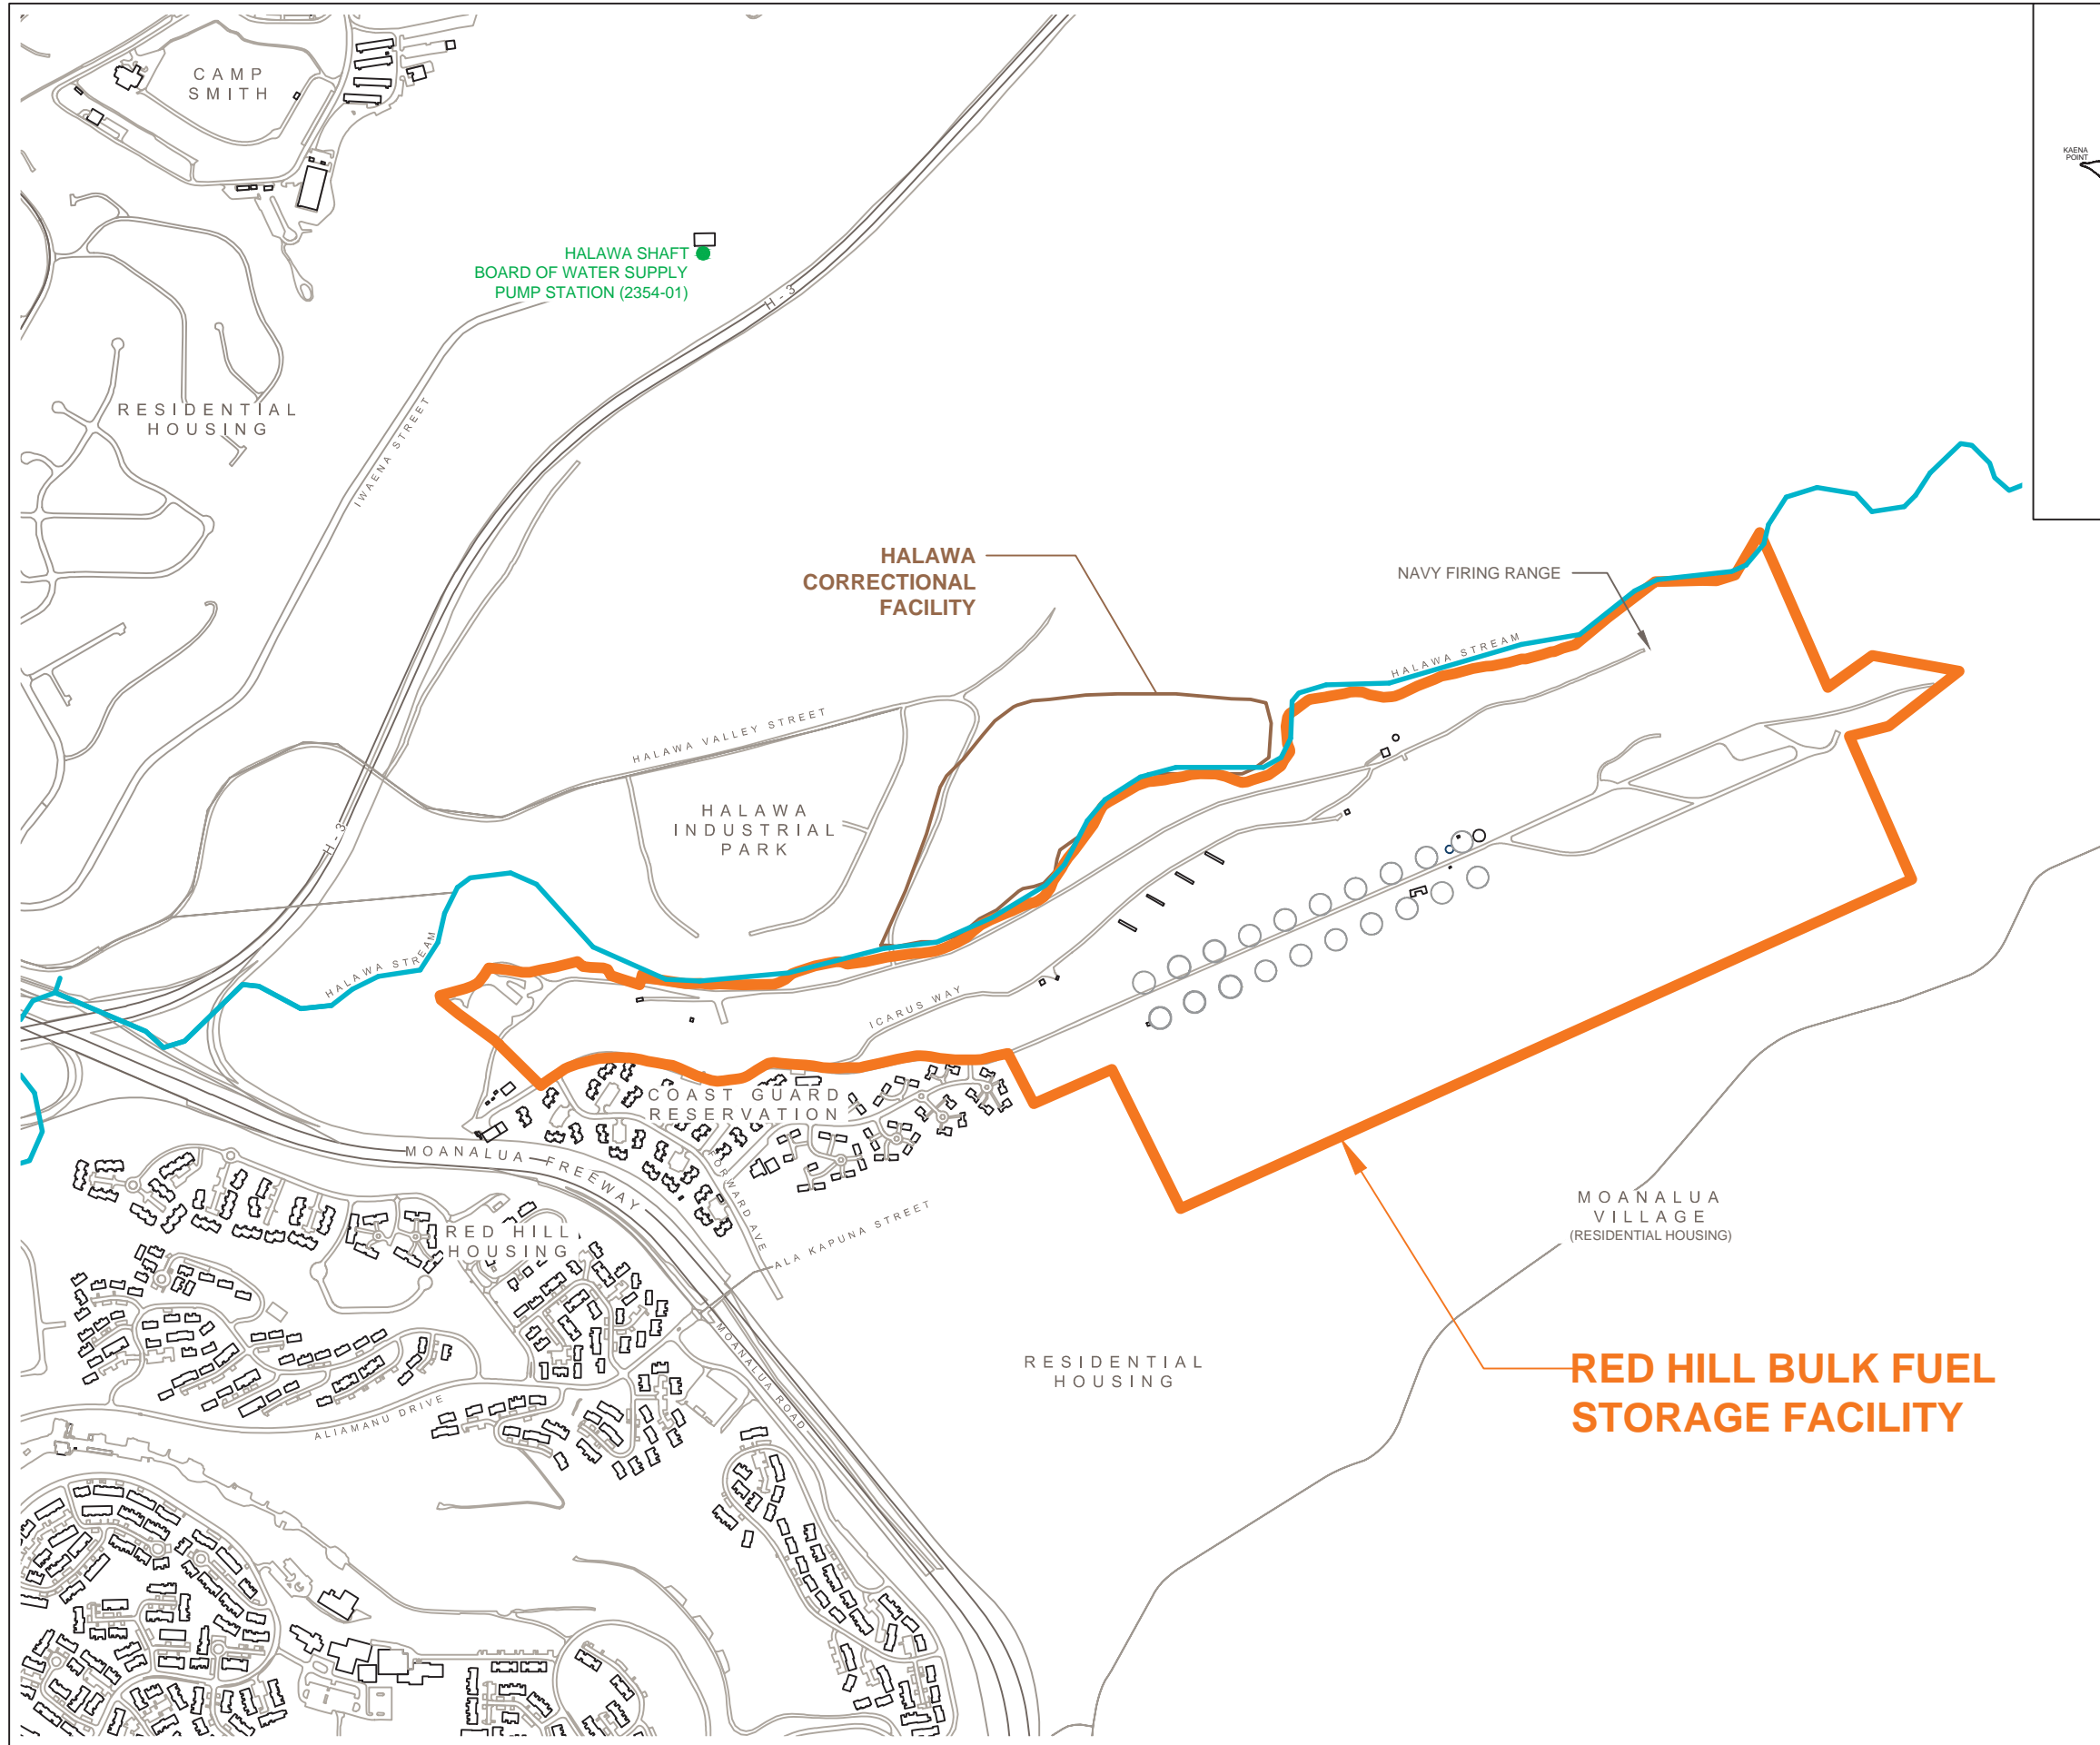 CAMP
SMITH
KAENA
POINT
HALAWA SHAFT
BOARD OF WATER SUPPLY
PUMP STATION (2354-01)
H-3
RESIDENTIAL
HOUSING
IWAENA STREET
HALAWA
CORRECTIONAL
FACILITY
NAVY FIRING RANGE
HALAWA STREAM
HALAWA VALLEY STREET
HALAWA
INDUSTRIAL
PARK
H-3
HALAWA STREAM
ICARUS WAY
COAST GUARD
RESERVATION
MOANALUA FREEWAY
FORWARD AVE
ALA KAPUNA STREET
MOANALUA
VILLAGE
(RESIDENTIAL HOUSING)
RED HILL
HOUSING
MOANALUA ROAD
RESIDENTIAL
HOUSING
RED HILL BULK FUEL
STORAGE FACILITY
ALIAMANU DRIVE